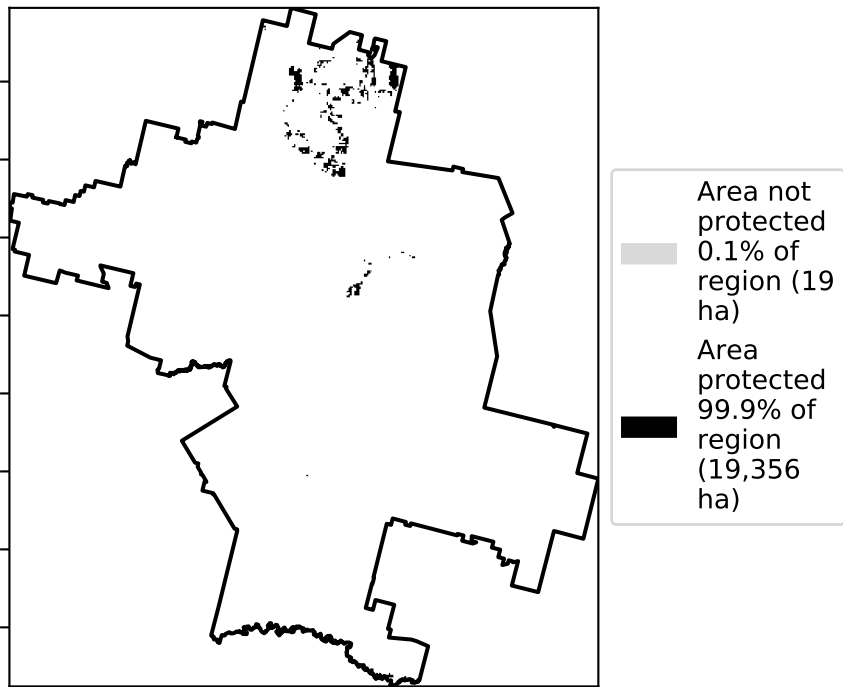 Area not
protected
0.1% of
region (19
ha)
Area
protected
99.9% of
region
(19,356
ha)